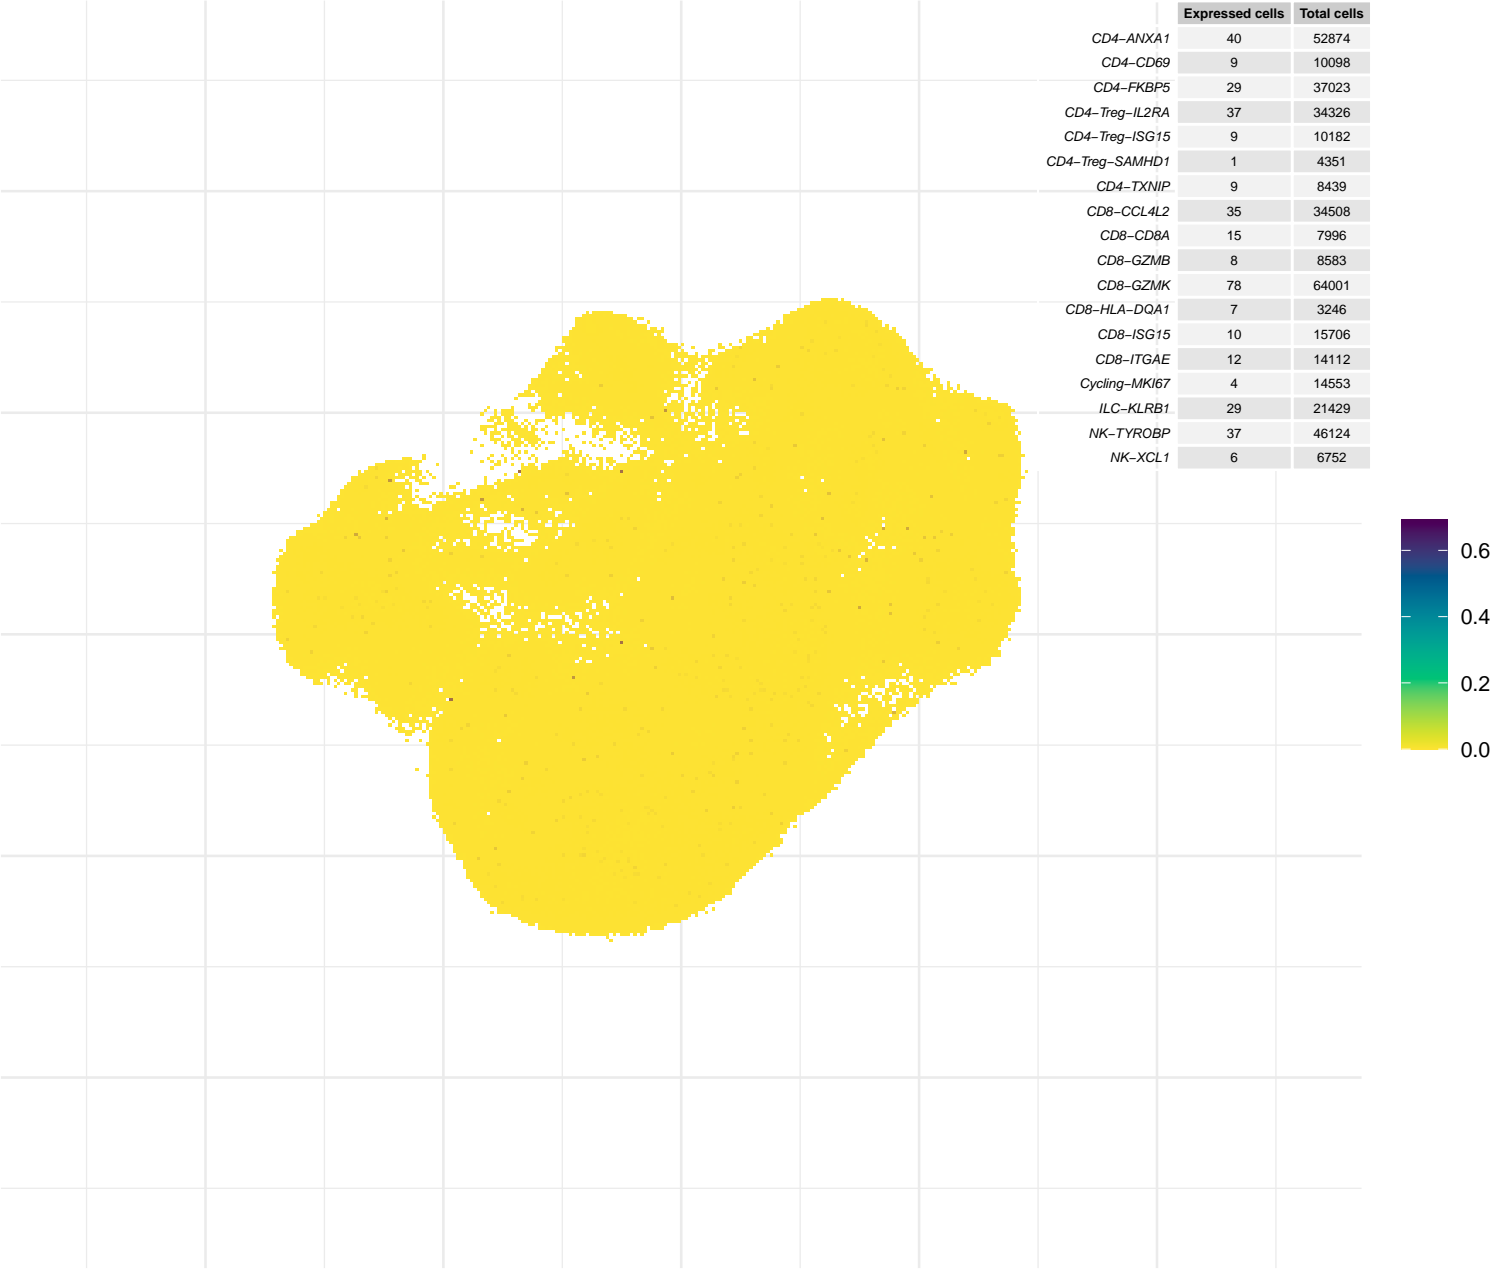 Expressed cells Total cells
CD4−ANXA1 40 52874
CD4−CD69 9 10098
CD4−FKBP5 29 37023
CD4−Treg−IL2RA 37 34326
CD4−Treg−ISG15 9 10182
CD4−Treg−SAMHD1 1 4351
CD4−TXNIP 9 8439
CD8−CCL4L2 35 34508
CD8−CD8A 15 7996
CD8−GZMB 8 8583
CD8−GZMK 78 64001
CD8−HLA−DQA1 7 3246
CD8−ISG15 10 15706
CD8−ITGAE 12 14112
Cycling−MKI67 4 14553
ILC−KLRB1 29 21429
NK−TYROBP 37 46124
NK−XCL1 6 6752
0.6
0.4
0.2
0.0